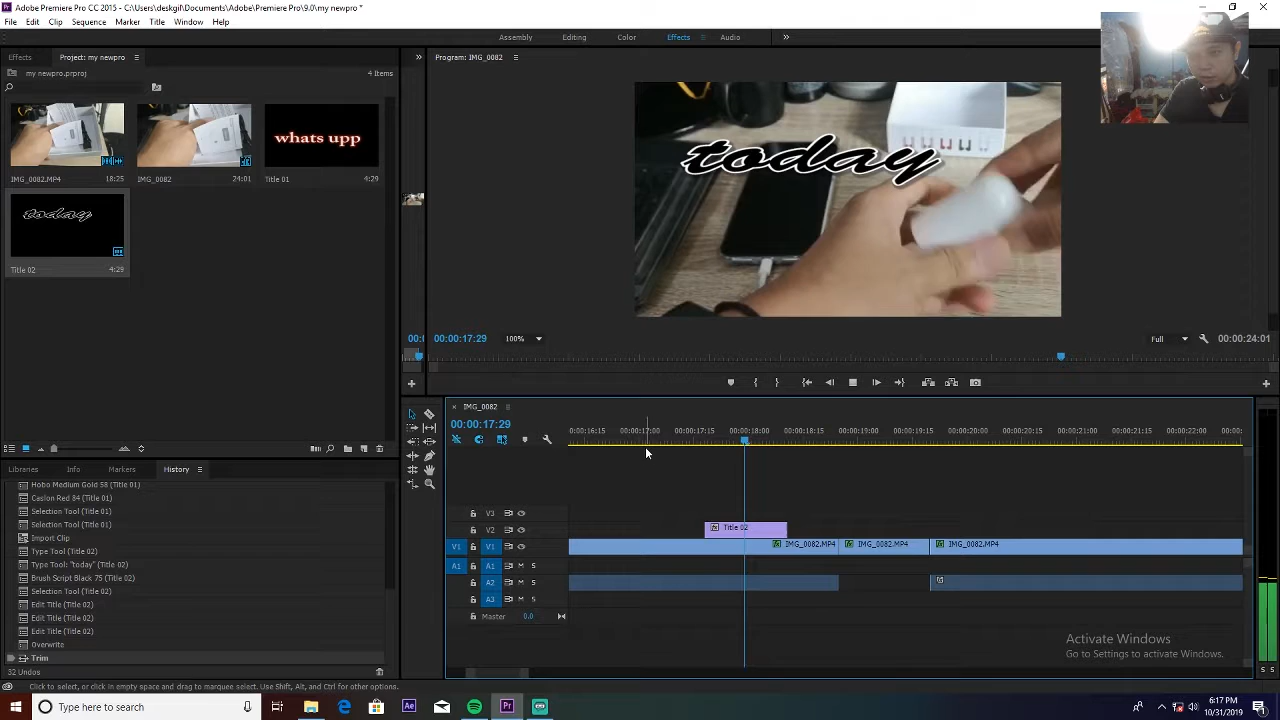 Adobe Premiere Pro CC 2015 - C:\Users\deskgif\Documents\Adobe\Premiere Pro\9.0\my newpro *
File Edit Clip Sequence Marker Title Window Help
Assembly Editing Color Effects Audio
Effects Project: my newpro
Program: IMG_0082
my newpro.prproj 4 Items
whats upp
today
IMG_0082.MP4 18:25 IMG_0082 24:01 Title 01 4:29
today
Title 02 4:29
00:00:17:29 100% Full 00:00:24:01
IMG_0082
00:00:17:29
00:00:16:15 00:00:17:00 00:00:17:15 00:00:18:00 00:00:18:15 00:00:19:00 00:00:19:15 00:00:20:00 00:00:20:15 00:00:21:00 00:00:21:15 00:00:22:00
Libraries Info Markers History
Hobo Medium Gold 58 (Title 01)
Caslon Red 84 (Title 01)
Selection Tool (Title 01)
Selection Tool (Title 01)
Import Clip
Type Tool (Title 02)
Type Tool: "today" (Title 02)
Brush Script Black 75 (Title 02)
Selection Tool (Title 02)
Edit Title (Title 02)
Edit Title (Title 02)
Edit Title (Title 02)
Overwrite
Trim
32 Undos
V3
V2 Title 02
V1 V1 IMG_0082.MP4 IMG_0082.MP4 IMG_0082.MP4
A1 A1 M S
A2 M S
A3 M S
Master 0.0
S S
Activate Windows
Go to Settings to activate Windows.
Click to select, or click in empty space and drag to marquee select. Use Shift, Alt, and Ctrl for other options.
Type here to search
Ae
Pr
6:17 PM
10/31/2019